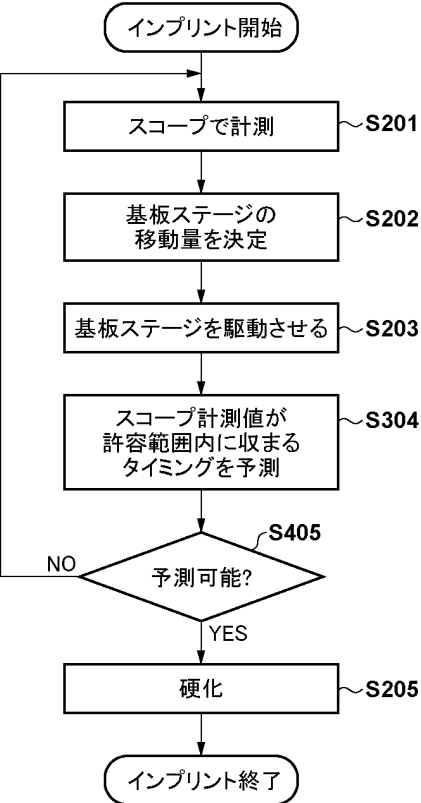 インプリント開始
スコープで計測
S201
基板ステージの
移動量を決定
S202
基板ステージを駆動させる
S203
スコープ計測値が
許容範囲内に収まる
タイミングを予測
S304
S405
予測可能?
NO
YES
硬化
S205
インプリント終了